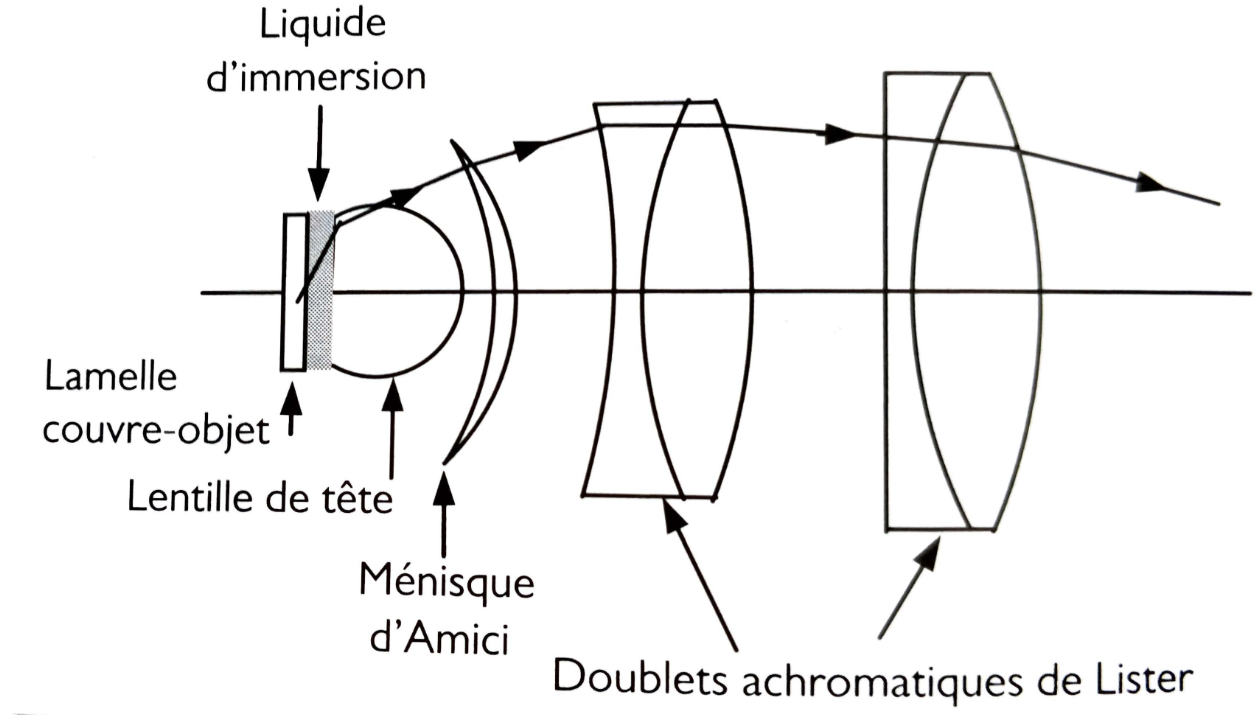 Liquide
d'immersion
Lamelle
couvre-objet
Lentille de tête
Ménisque
d'Amici
Doublets achromatiques de Lister